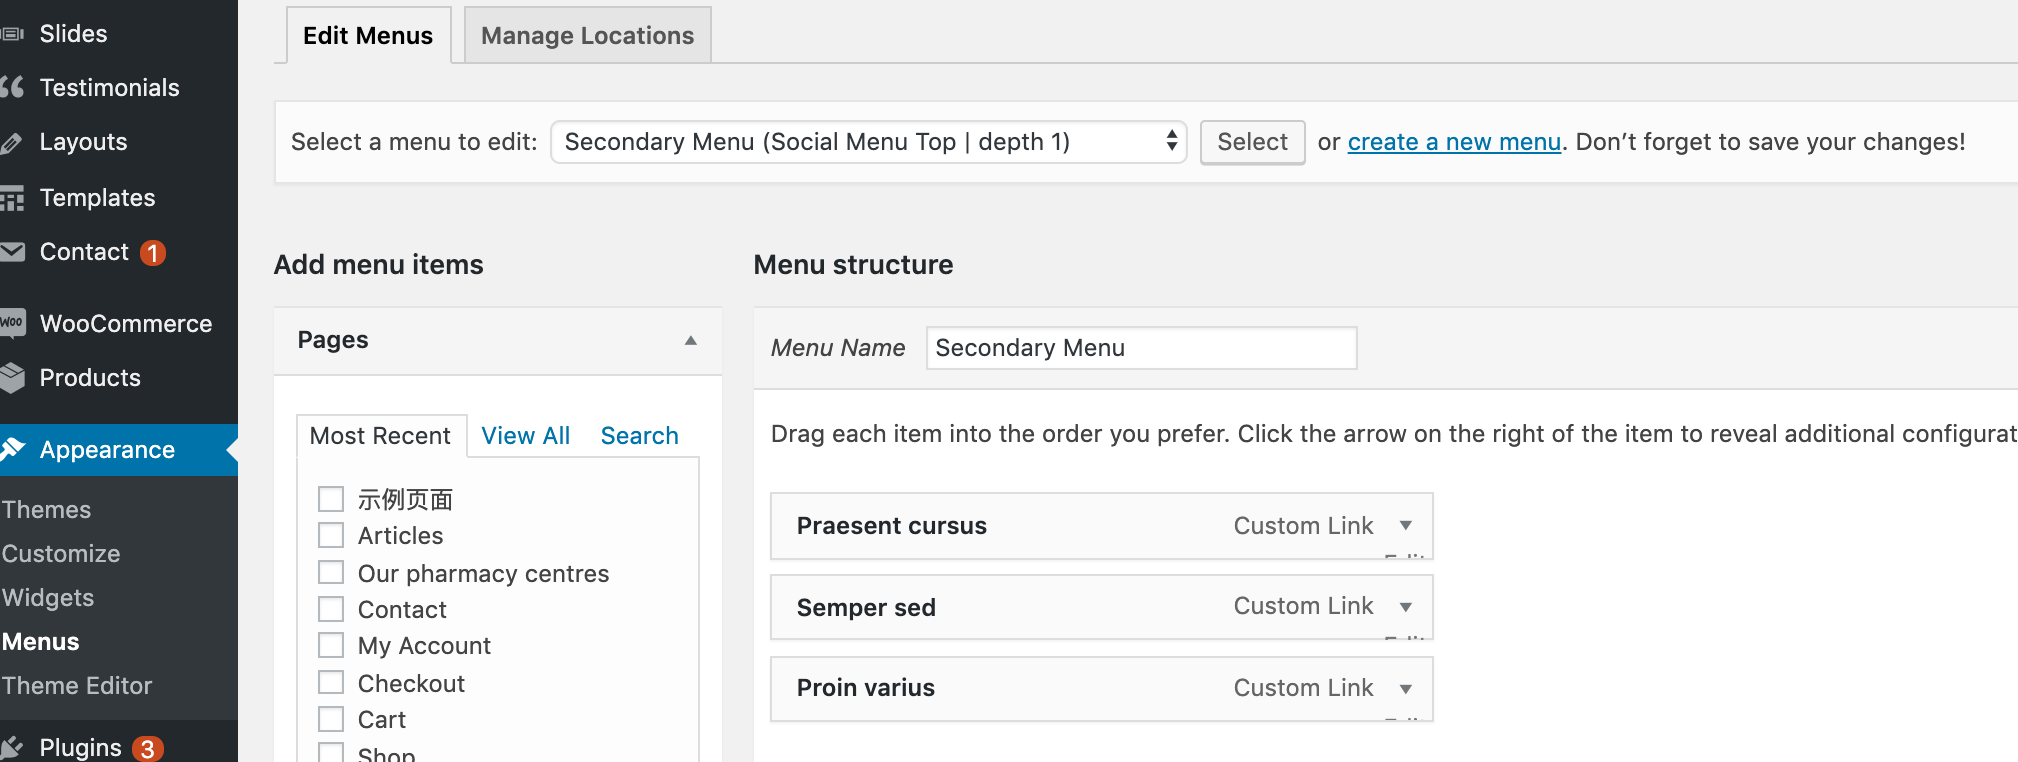 Slides
Testimonials
Layouts
Templates
Contact 1
WooCommerce
Products
Appearance
Themes
Customize
Widgets
Menus
Theme Editor
Plugins 3
Edit Menus
Manage Locations
Select a menu to edit: Secondary Menu (Social Menu Top | depth 1) Select or create a new menu. Don’t forget to save your changes!
Add menu items
Pages
Most Recent View All Search
示例页面
Articles
Our pharmacy centres
Contact
My Account
Checkout
Cart
Shop
Menu structure
Menu Name Secondary Menu
Drag each item into the order you prefer. Click the arrow on the right of the item to reveal additional
Praesent cursus Custom Link
Semper sed Custom Link
Proin varius Custom Link